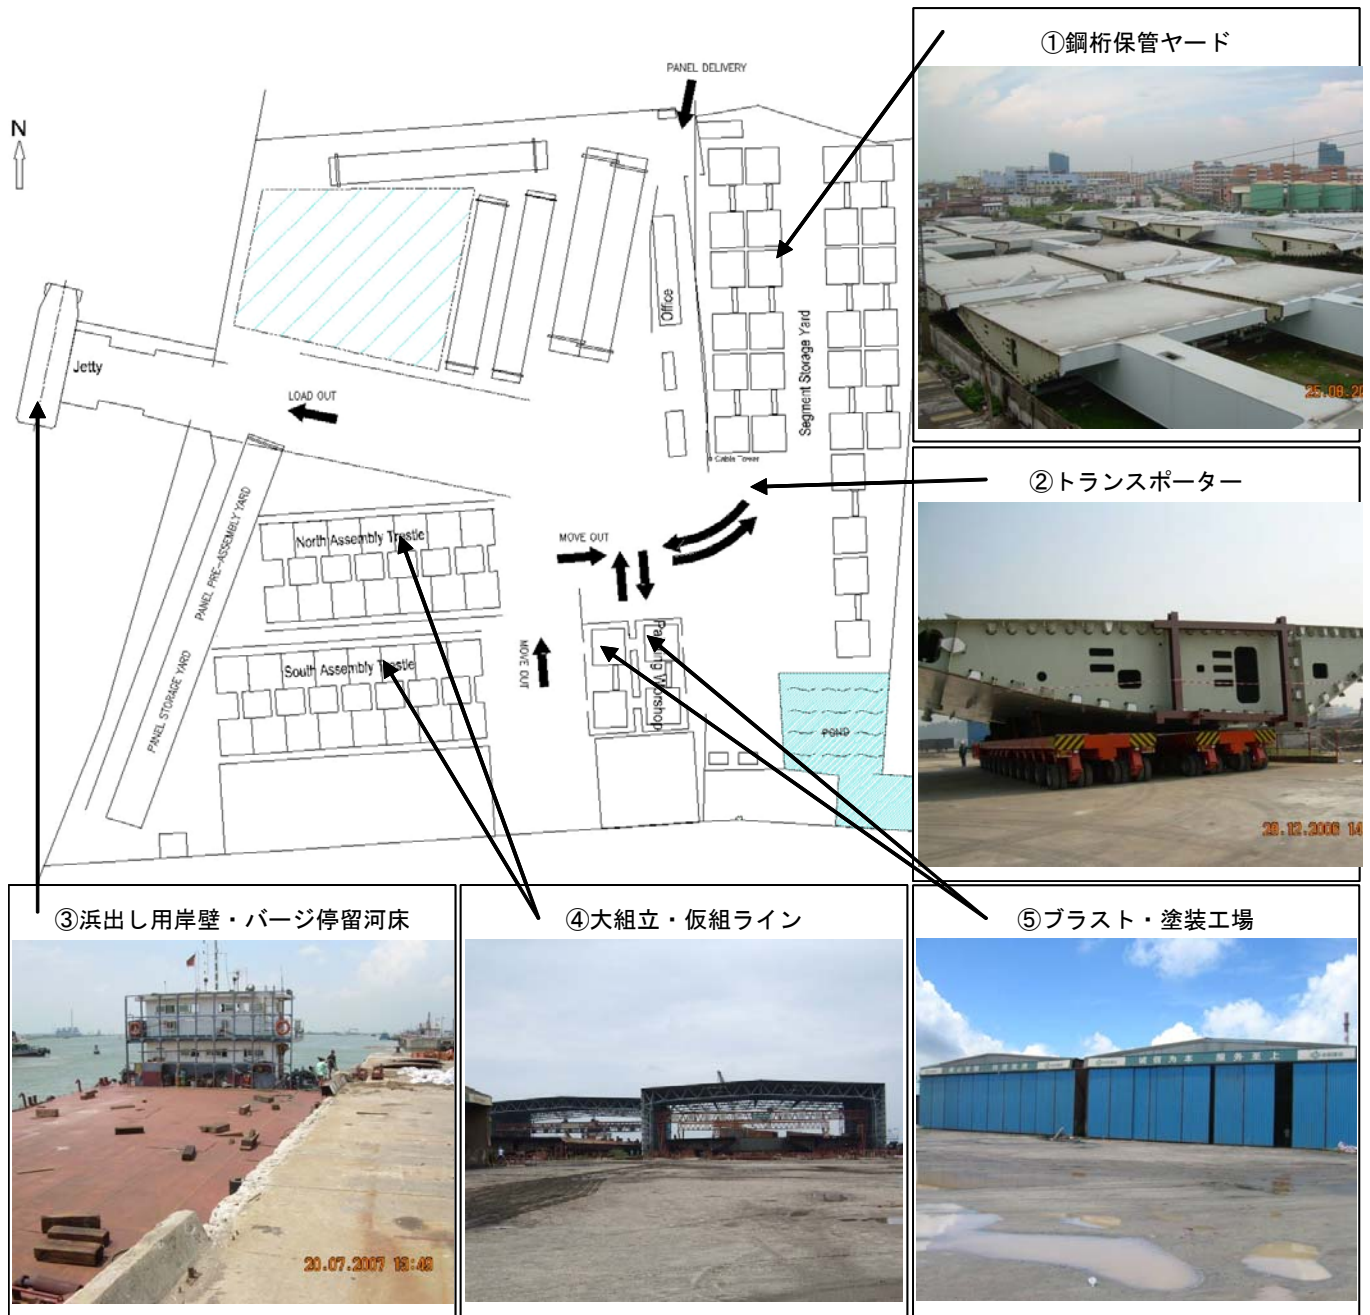 ①鋼桁保管ヤード
PANEL DELIVERY
N
Office
Segment Storage Yard
Jetty
LOAD OUT
Cable Tower
②トランスポーター
PANEL PRE-ASSEMBLY YARD
PANEL STORAGE YARD
North Assembly Trestle
MOVE OUT
South Assembly Trestle
MOVE OUT
Painting Worshop
POND
25.08.20
28.12.2006 14
③浜出し用岸壁・バージ停留河床
④大組立・仮組ライン
⑤ブラスト・塗装工場
20.07.2007 13:49